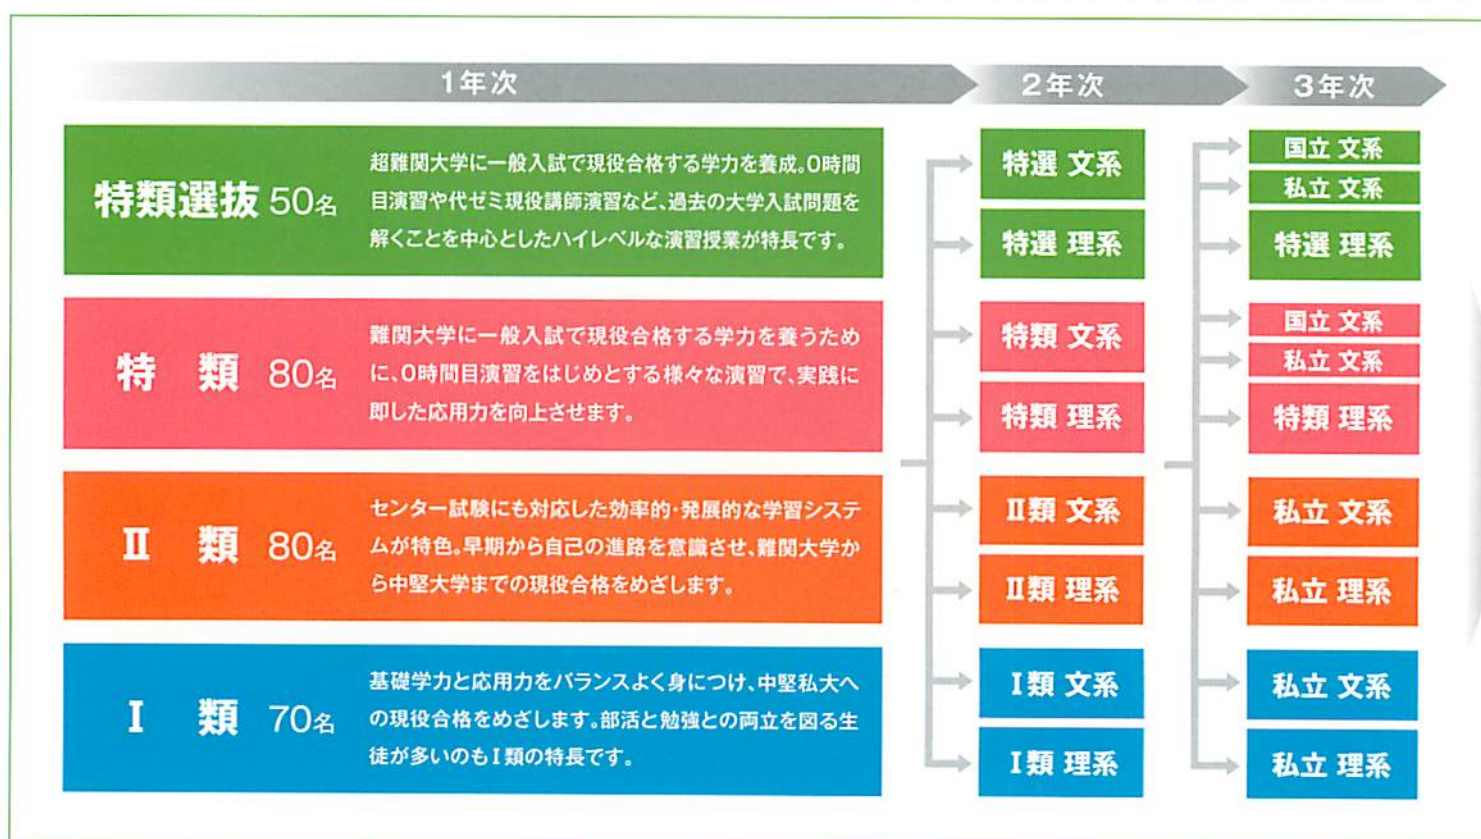 1年次
2年次
3年次
特類選抜 50名
超難関大学に一般入試で現役合格する学力を養成。0時間
目演習や代ゼミ現役講師演習など、過去の大学入試問題を
解くことを中心としたハイレベルな演習授業が特長です。
特選 文系
特選 理系
国立 文系
私立 文系
特選 理系
特 類 80名
難関大学に一般入試で現役合格する学力を養うため
に、0時間目演習をはじめとする様々な演習で、実践に
即した応用力を向上させます。
特類 文系
特類 理系
国立 文系
私立 文系
特類 理系
II 類 80名
センター試験にも対応した効率的・発展的な学習システ
ムが特色。早期から自己の進路を意識させ、難関大学か
ら中堅大学までの現役合格をめざします。
II類 文系
II類 理系
私立 文系
私立 理系
I 類 70名
基礎学力と応用力をバランスよく身につけ、中堅私大へ
の現役合格をめざします。部活と勉強との両立を図る生
徒が多いのもI類の特長です。
I類 文系
I類 理系
私立 文系
私立 理系